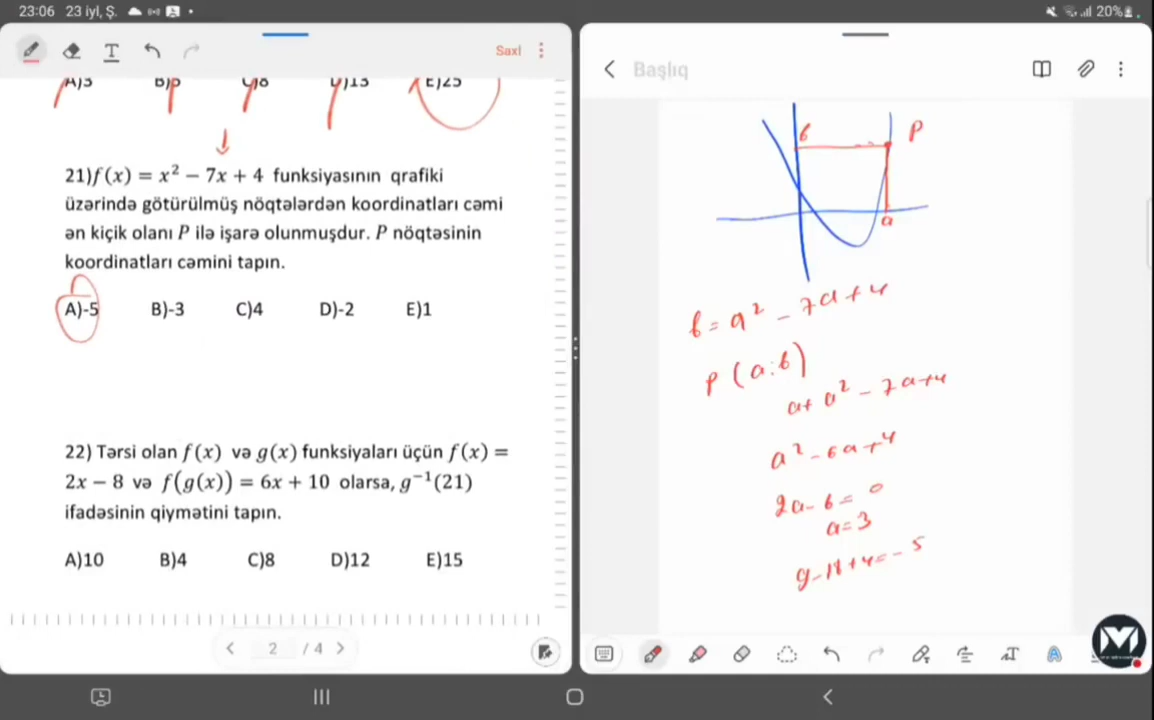 23:06 23 iyl, Ş.
20%
Saxl
A)3 B) C)8 D)13 E)25
21)f(x) = x² − 7x + 4 funksiyasının qrafiki
üzərində götürülmüş nöqtələrdən koordinatları cəmi
ən kiçik olanı P ilə işarə olunmuşdur. P nöqtəsinin
koordinatları cəmini tapın.
A)-5 B)-3 C)4 D)-2 E)1
22) Tərsi olan f(x) və g(x) funksiyaları üçün f(x) =
2x − 8 və f(g(x)) = 6x + 10 olarsa, g⁻¹(21)
ifadəsinin qiymətini tapın.
A)10 B)4 C)8 D)12 E)15
2 / 4
Başlıq
b P
a
b = a² − 7a + 4
P (a;b)
a + a² − 7a + 4
a² − 6a + 4
2a − 6 = 0
a = 3
9 − 18 + 4 = − 5